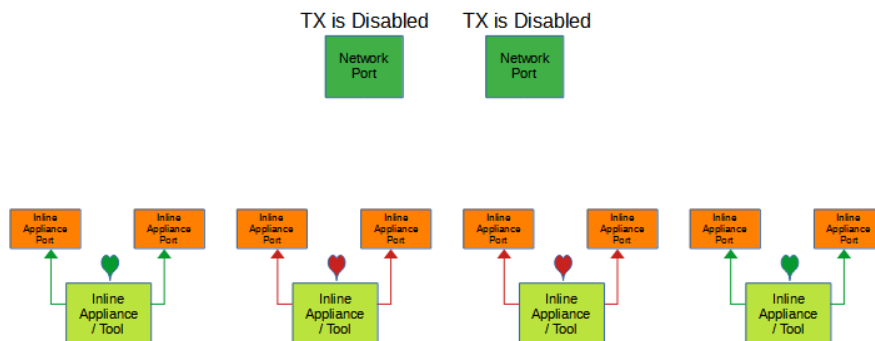 TX is Disabled TX is Disabled
Network
Port
Network
Port
Inline
Appliance
Port
Inline
Appliance
Port
Inline
Appliance
Port
Inline
Appliance
Port
Inline
Appliance
Port
Inline
Appliance
Port
Inline
Appliance
Port
Inline
Appliance
Port
Inline
Appliance
/ Tool
Inline
Appliance
/ Tool
Inline
Appliance
/ Tool
Inline
Appliance
/ Tool